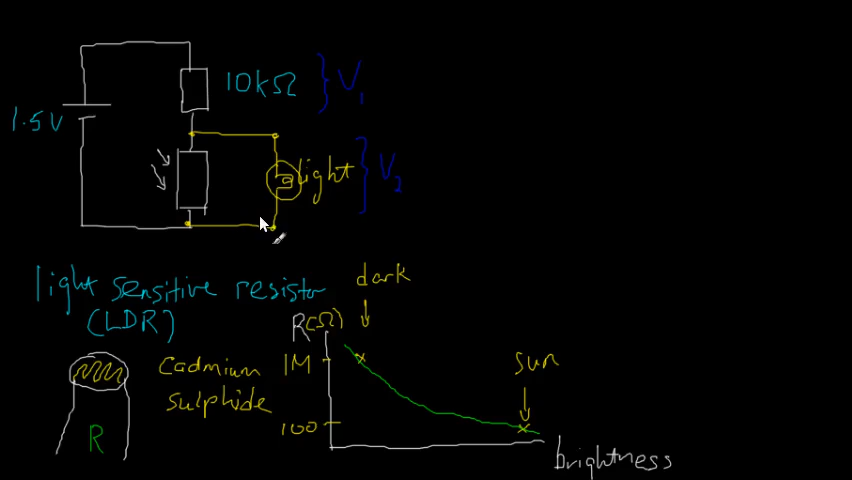 10kΩ } V₁
1.5V
light } V₂
light sensitive resistor
(LDR)
dark
R(Ω)
Cadmium
sulphide
1M
sun
100
R
brightness